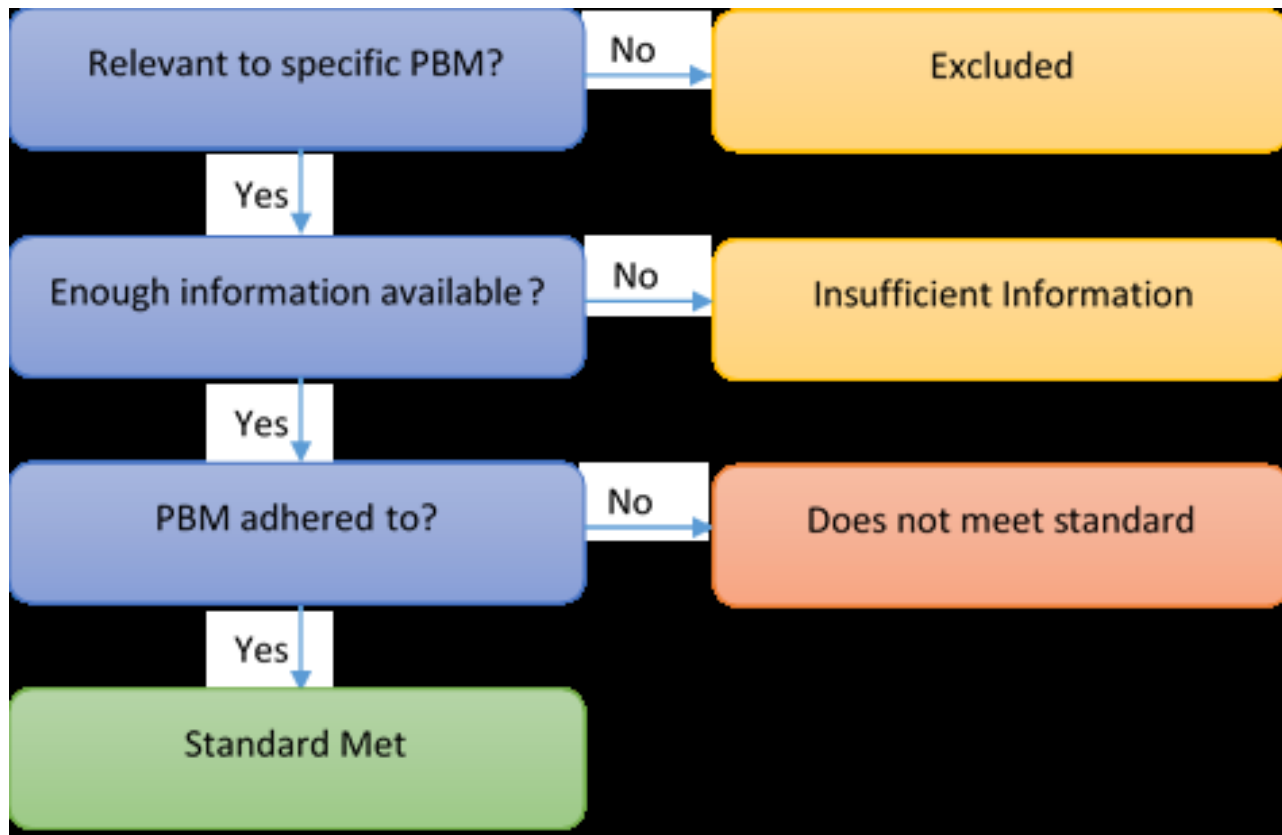 Relevant to specific PBM?
No
Excluded
Yes
Enough information available ?
No
Insufficient Information
Yes
PBM adhered to?
No
Does not meet standard
Yes
Standard Met